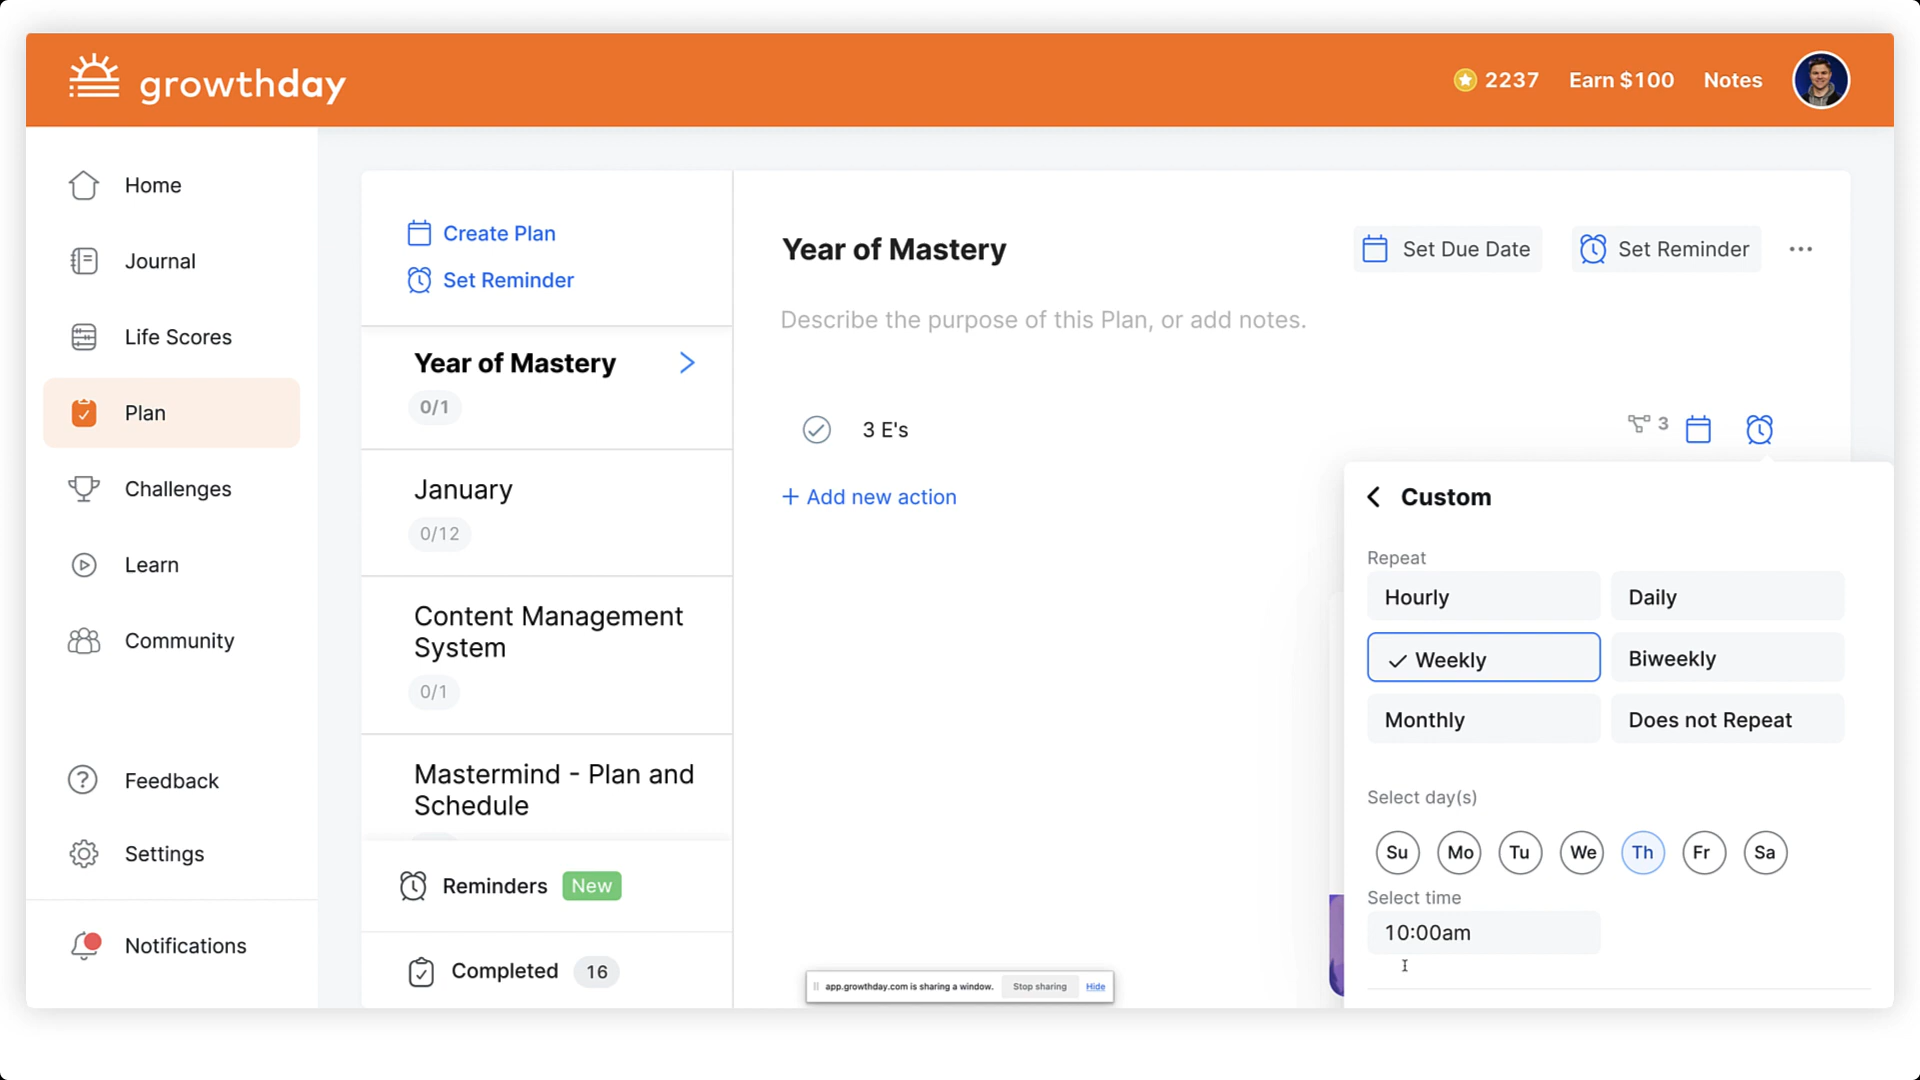 growthday
2237
Earn $100
Notes
Home
Journal
Life Scores
Plan
Challenges
Learn
Community
Feedback
Settings
Notifications
Create Plan
Set Reminder
Year of Mastery
0/1
January
0/12
Content Management
System
0/1
Mastermind - Plan and
Schedule
Reminders New
Completed 16
Year of Mastery
Set Due Date
Set Reminder
Describe the purpose of this Plan, or add notes.
3 E's
3
+ Add new action
Custom
Repeat
Hourly
Daily
Weekly
Biweekly
Monthly
Does not Repeat
Select day(s)
Su Mo Tu We Th Fr Sa
Select time
10:00am
app.growthday.com is sharing a window. Stop sharing Hide